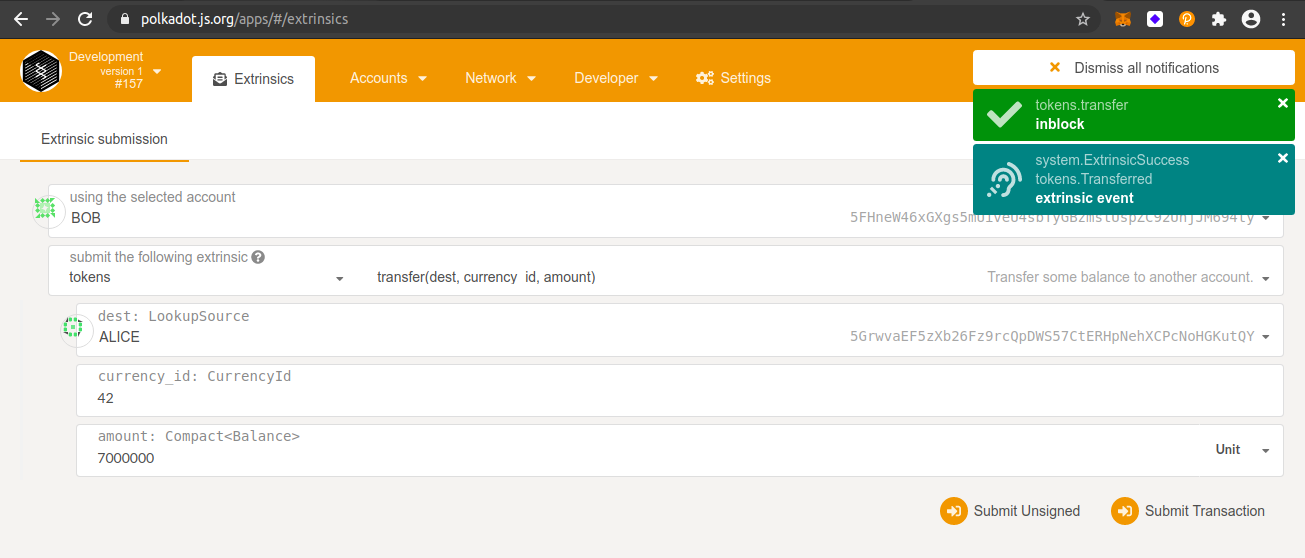 polkadot.js.org/apps/#/extrinsics
Development
version 1
#157
Extrinsics
Accounts
Network
Developer
Settings
Dismiss all notifications
tokens.transfer
inblock
system.ExtrinsicSuccess
tokens.Transferred
extrinsic event
Extrinsic submission
using the selected account
BOB
submit the following extrinsic
tokens
transfer(dest, currency_id, amount)
Transfer some balance to another account.
dest: LookupSource
ALICE
5GrwvaEF5zXb26Fz9rcQpDWS57CtERHpNehXCPcNoHGKutQY
currency_id: CurrencyId
42
amount: Compact<Balance>
7000000
Unit
Submit Unsigned
Submit Transaction